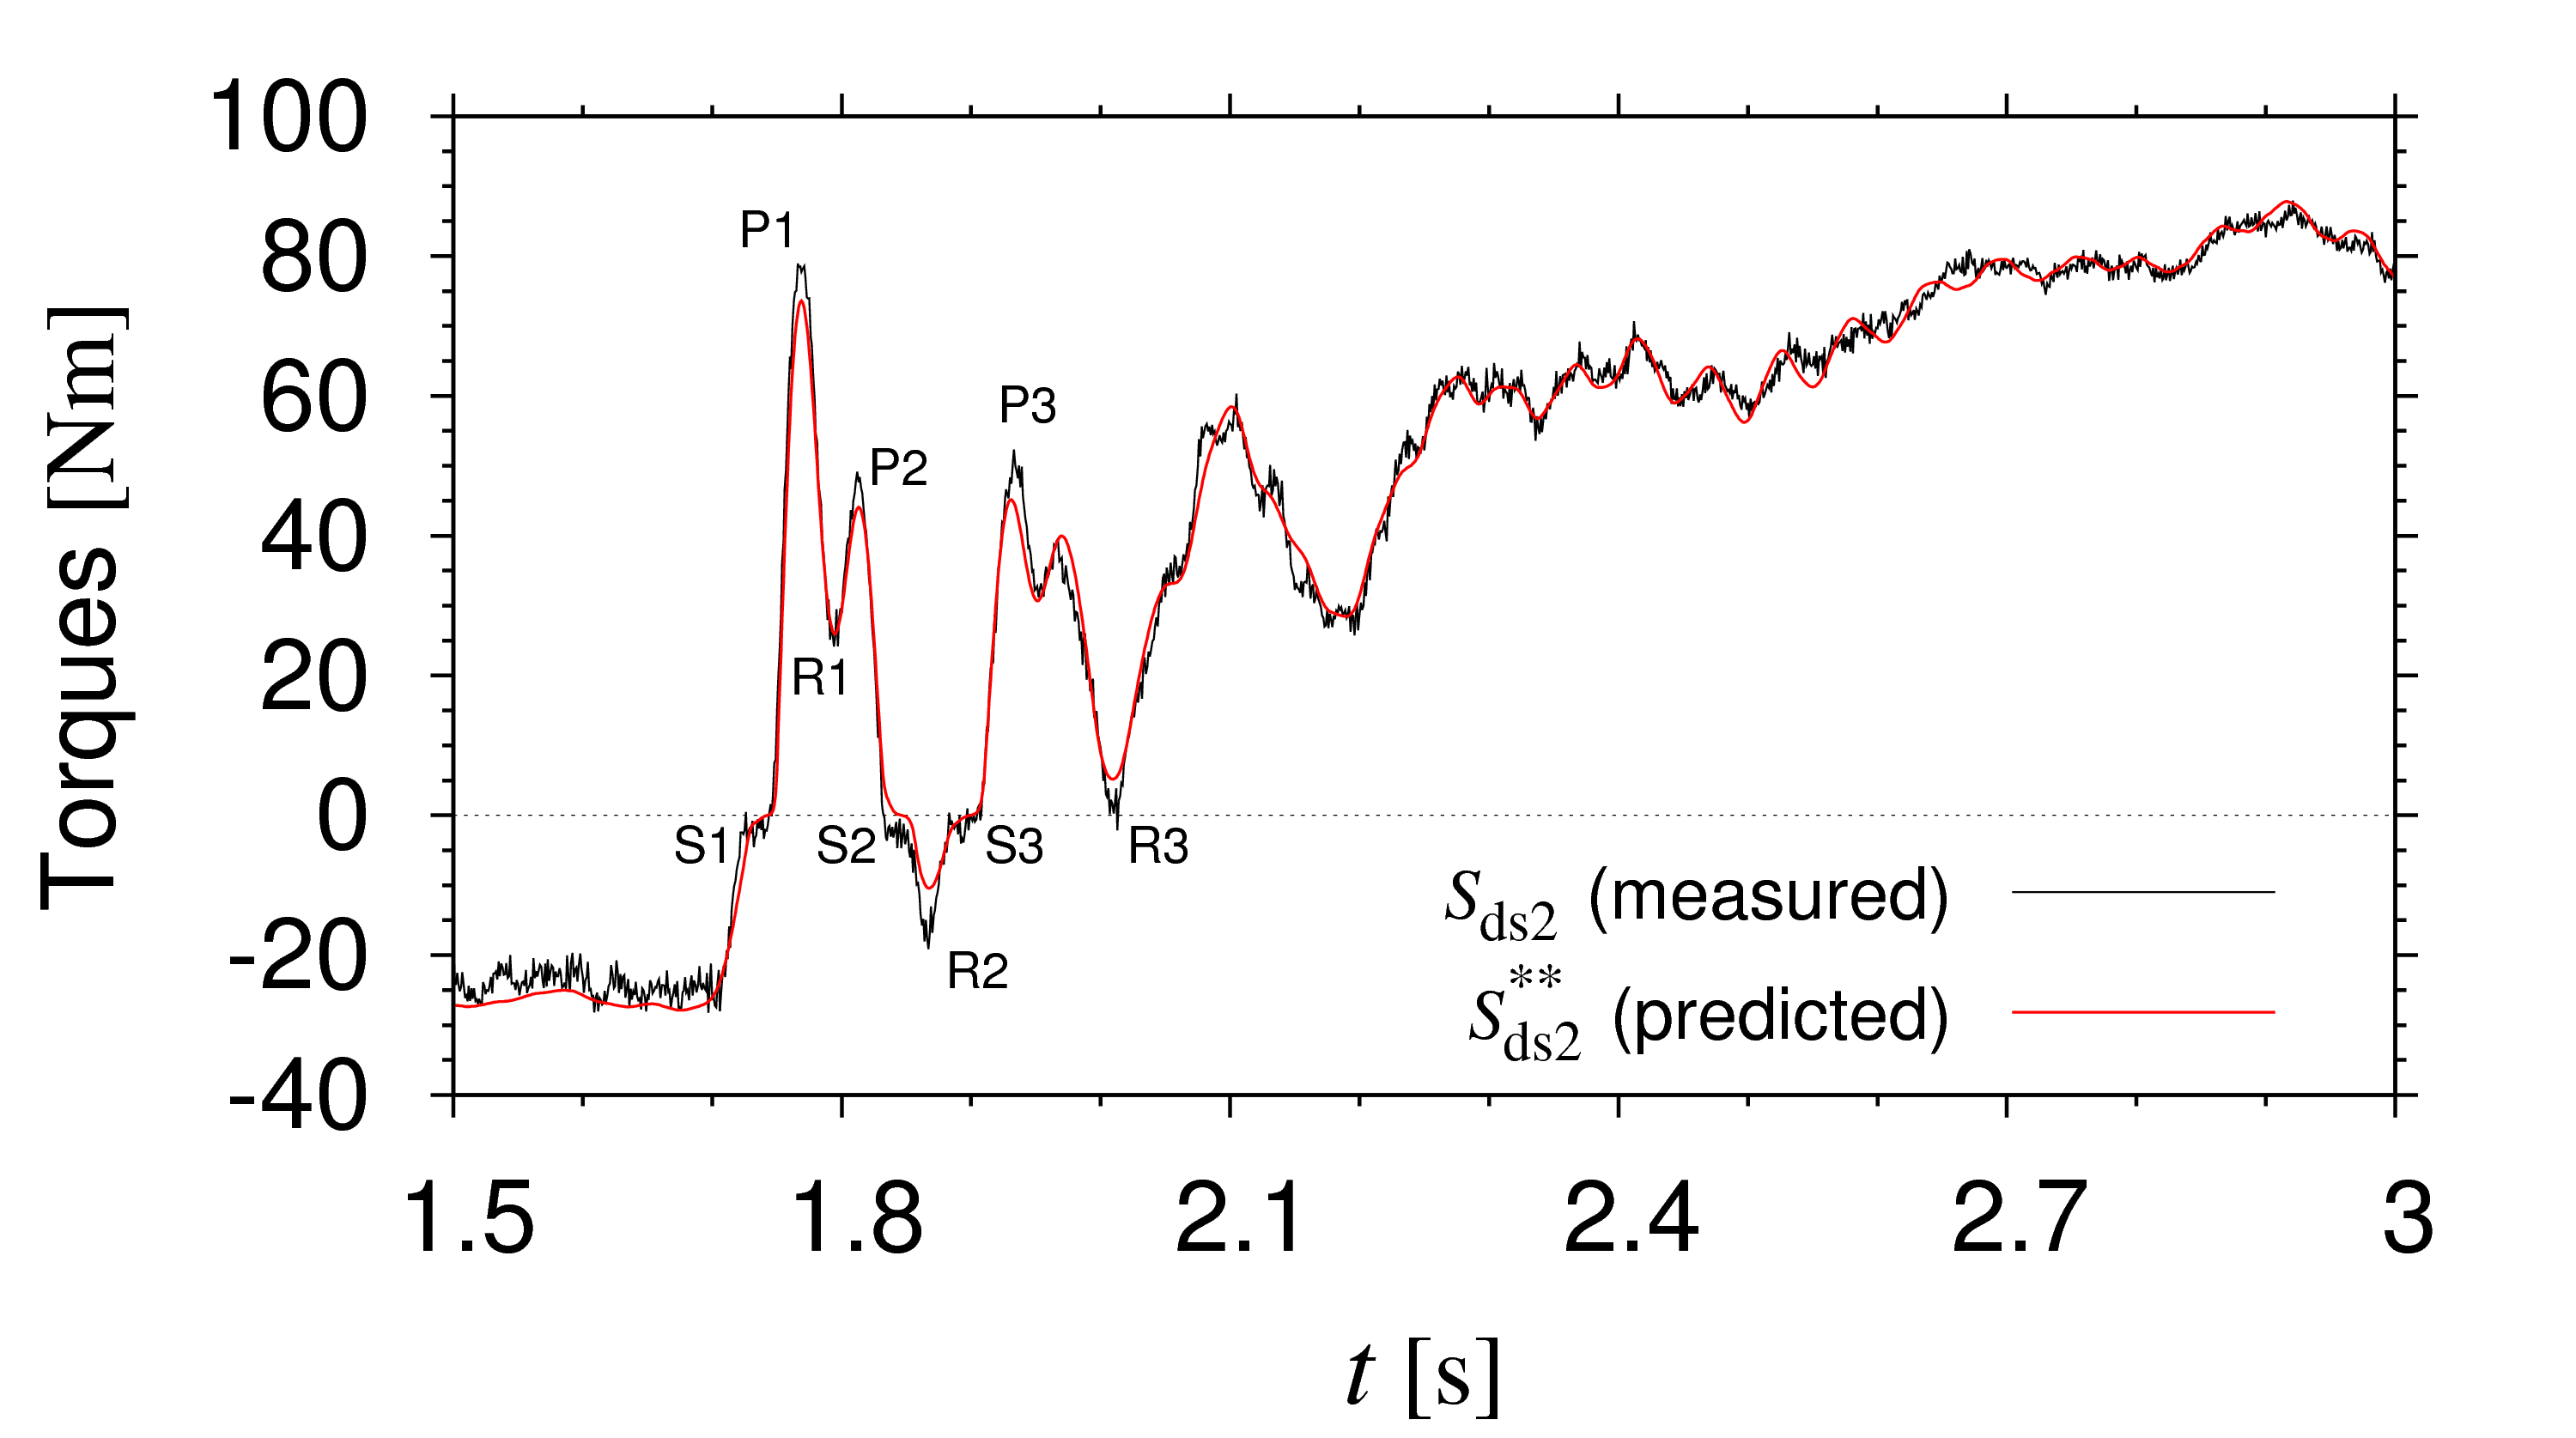 100
80
60
40
20
0
-20
-40
Torques [Nm]
P1
P2
P3
R1
S1
S2
S3
R3
R2
S_ds2 (measured)
S**_ds2 (predicted)
1.5 1.8 2.1 2.4 2.7 3
t [s]